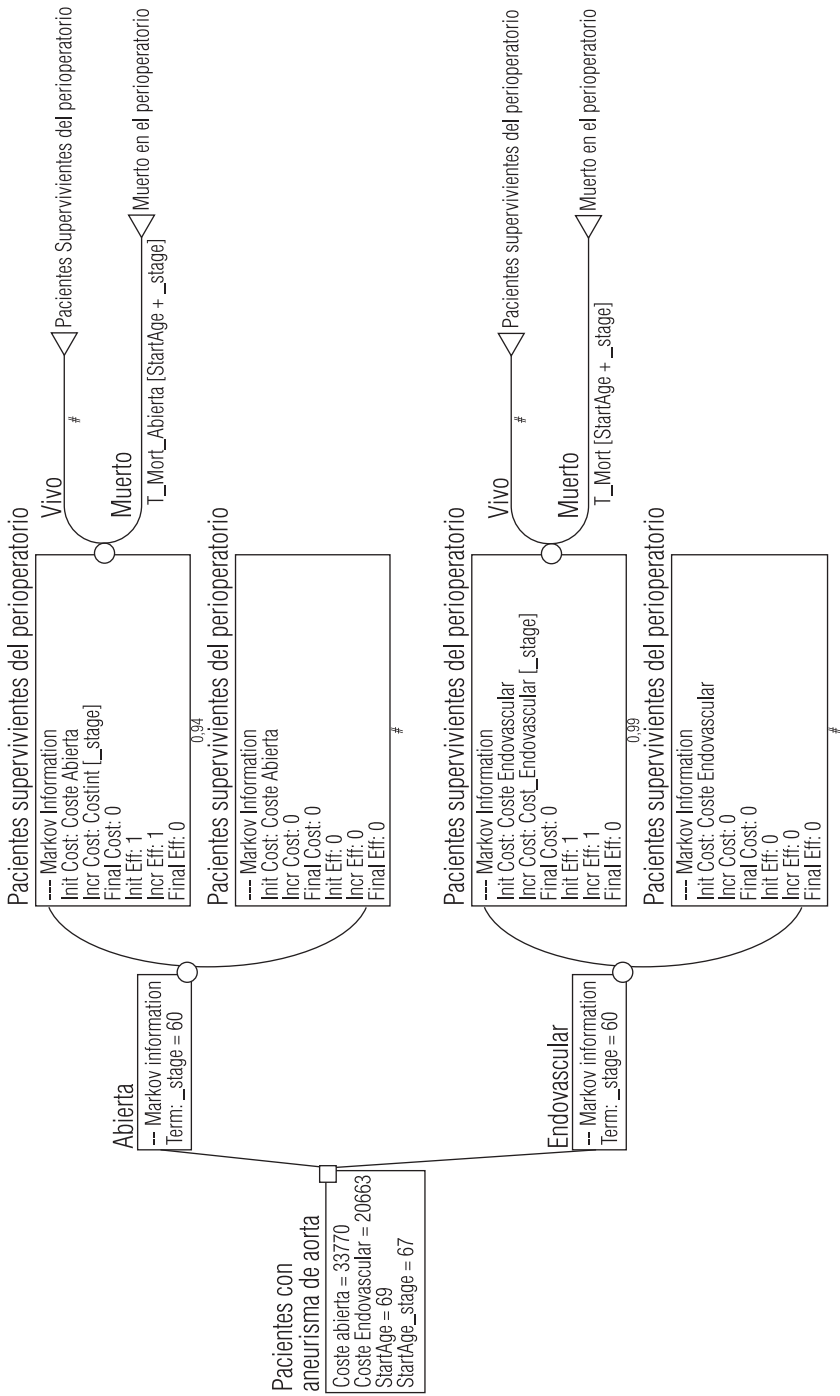 Pacientes con
aneurisma de aorta
Coste abierta = 33770
Coste Endovascular = 20663
StartAge = 69
StartAge_stage = 67
Abierta
-- Markov information
Term: _stage = 60
Pacientes supervivientes del perioperatorio
--- Markov Information
Init Cost: Coste Abierta
Incr Cost: Costint [_stage]
Final Cost: 0
Init Eff: 1
Incr Eff: 1
Final Eff: 0
0,94
Vivo
#
Pacientes Supervivientes del perioperatorio
Muerto
T_Mort_Abierta [StartAge + _stage]
Muerto en el perioperatorio
Pacientes supervivientes del perioperatorio
--- Markov Information
Init Cost: Coste Abierta
Incr Cost: 0
Final Cost: 0
Init Eff: 0
Incr Eff: 0
Final Eff: 0
#
Endovascular
-- Markov information
Term: _stage = 60
Pacientes supervivientes del perioperatorio
--- Markov Information
Init Cost: Coste Endovascular
Incr Cost: Cost_Endovascular [_stage]
Final Cost: 0
Init Eff: 1
Incr Eff: 1
Final Eff: 0
0,99
Vivo
#
Pacientes supervivientes del perioperatorio
Muerto
T_Mort [StartAge + _stage]
Muerto en el perioperatorio
Pacientes supervivientes del perioperatorio
--- Markov Information
Init Cost: Coste Endovascular
Incr Cost: 0
Final Cost: 0
Init Eff: 0
Incr Eff: 0
Final Eff: 0
#